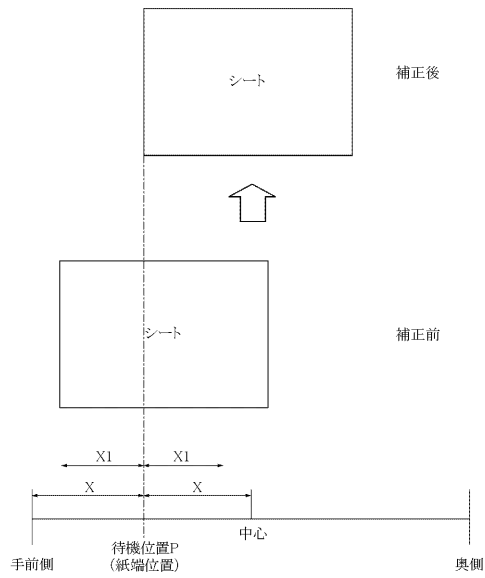 シート
補正後
シート
補正前
X1 X1
X X
中心
手前側
待機位置P
(紙端位置)
奥側